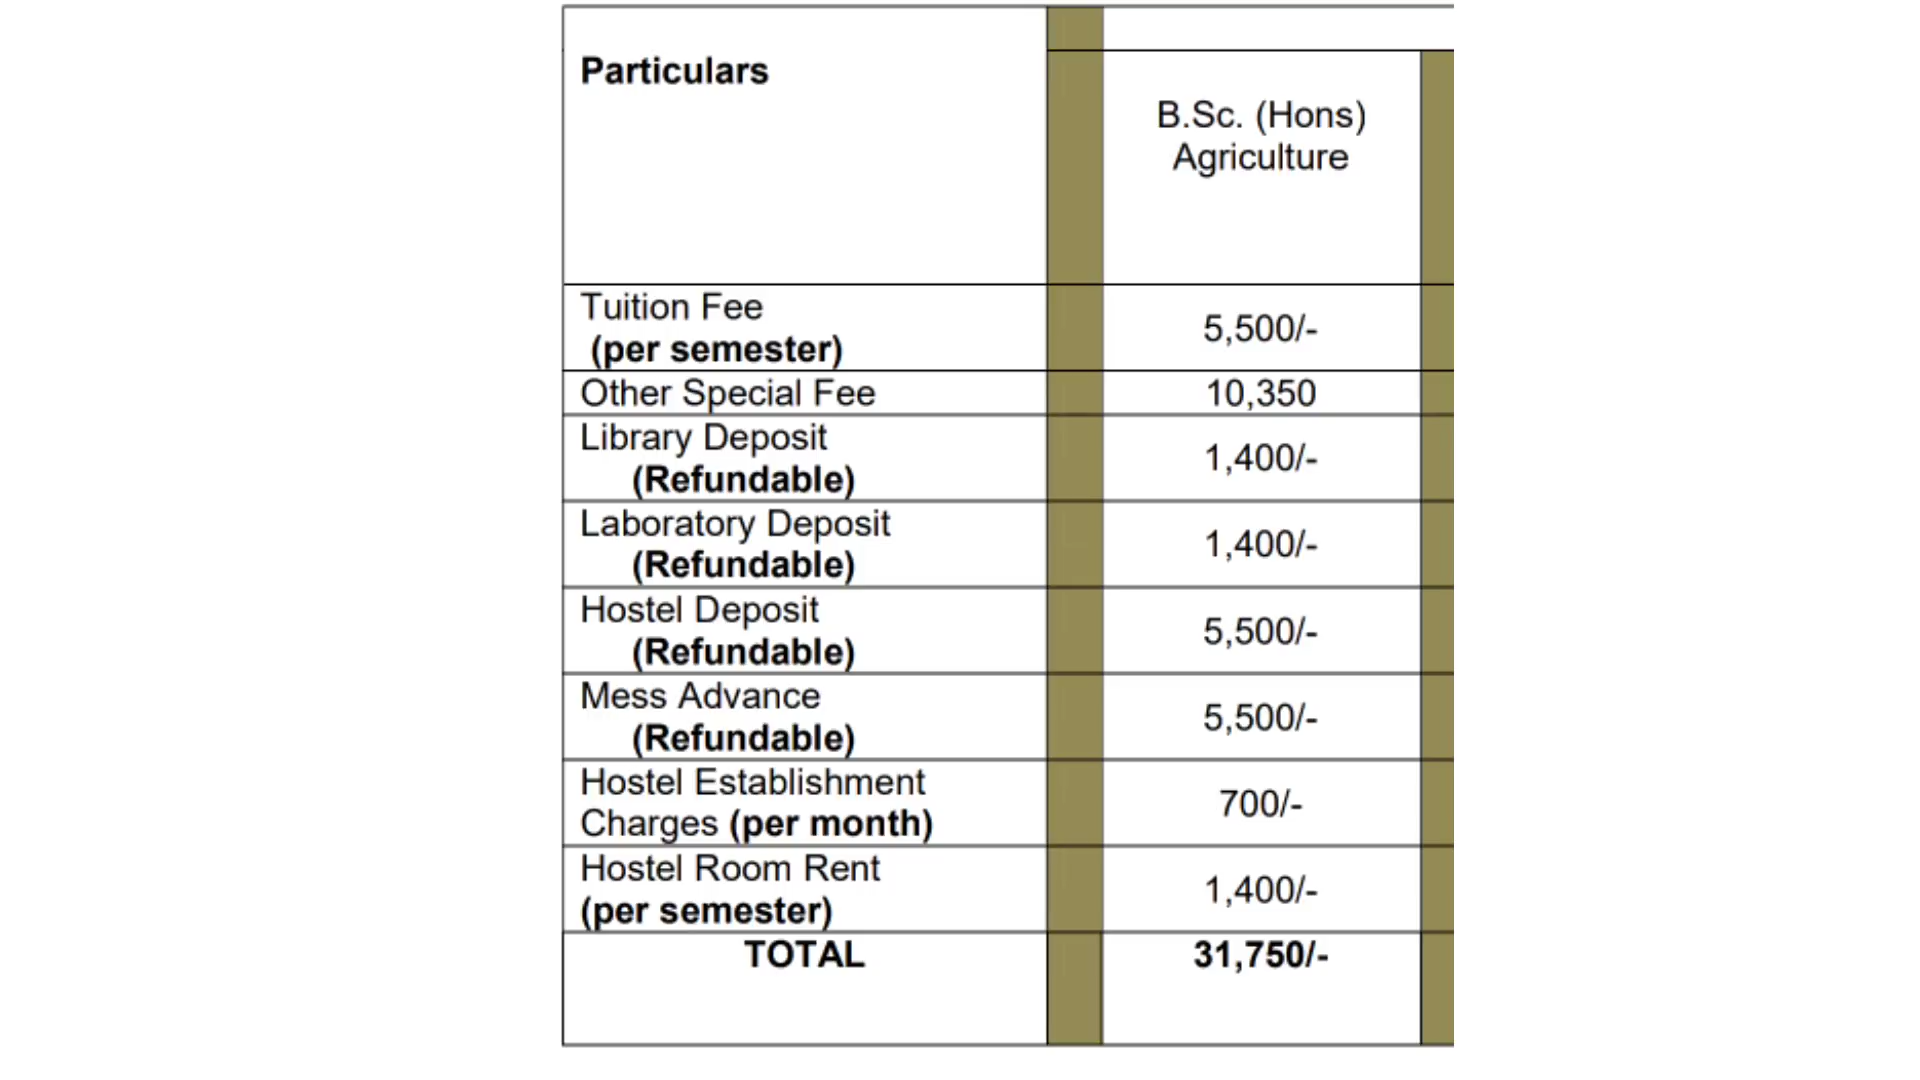 Particulars
B.Sc. (Hons)
Agriculture
Tuition Fee
(per semester)
5,500/-
Other Special Fee
10,350
Library Deposit
(Refundable)
1,400/-
Laboratory Deposit
(Refundable)
1,400/-
Hostel Deposit
(Refundable)
5,500/-
Mess Advance
(Refundable)
5,500/-
Hostel Establishment
Charges (per month)
700/-
Hostel Room Rent
(per semester)
1,400/-
TOTAL
31,750/-